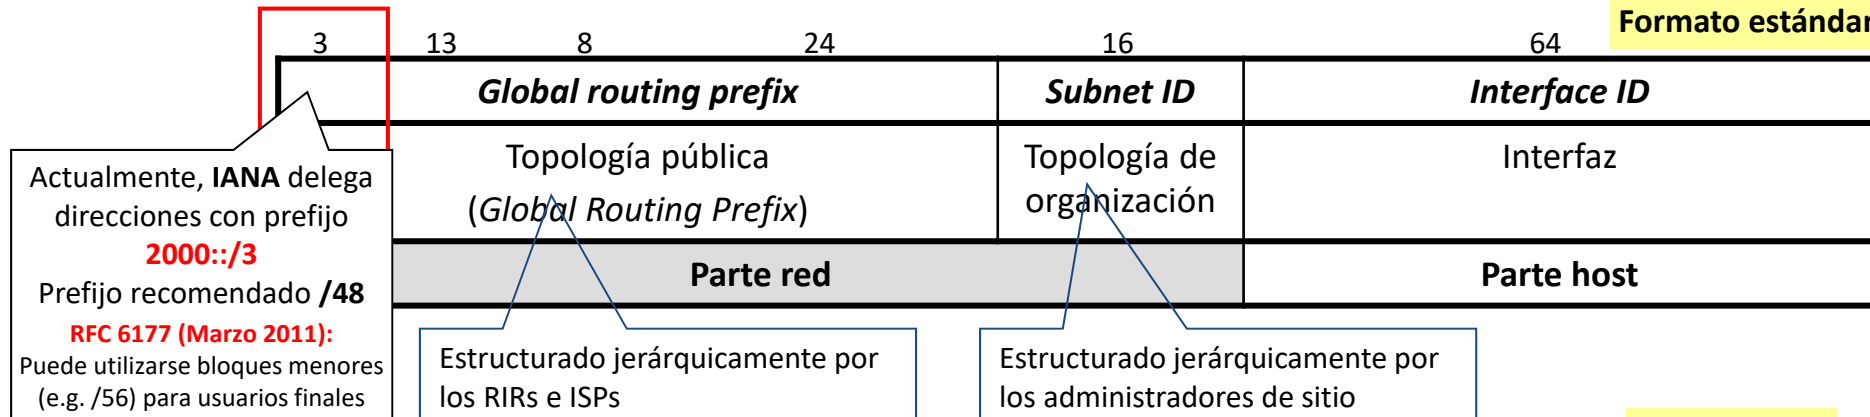 Formato estándar
3 13 8 24 16 64
Global routing prefix Subnet ID Interface ID
Topología pública
(Global Routing Prefix)
Topología de
organización
Interfaz
Parte red Parte host
Actualmente, IANA delega
direcciones con prefijo
2000::/3
Prefijo recomendado /48
RFC 6177 (Marzo 2011):
Puede utilizarse bloques menores
(e.g. /56) para usuarios finales
Estructurado jerárquicamente por
los RIRs e ISPs
Estructurado jerárquicamente por
los administradores de sitio